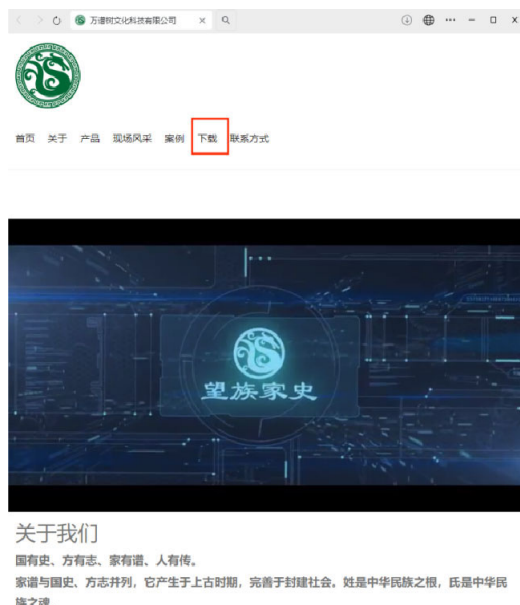 万谱树文化科技有限公司
首页 关于 产品 现场风采 案例 下载 联系方式
望族家史
关于我们
国有史、方有志、家有谱、人有传。
家谱与国史、方志并列，它产生于上古时期，完善于封建社会。姓是中华民族之根，氏是中华民
族之魂